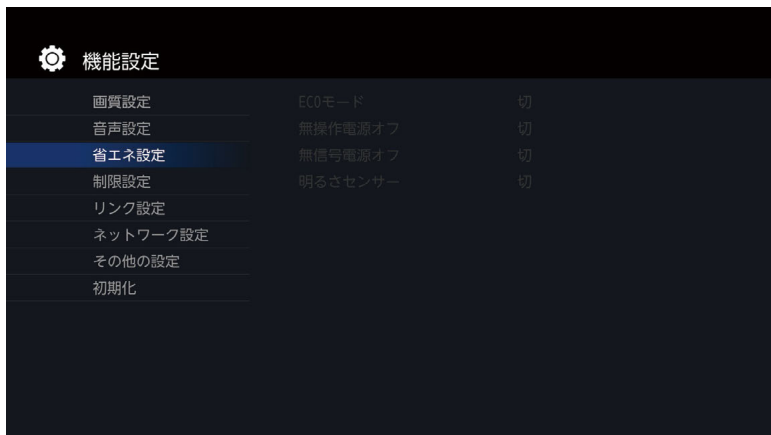 機能設定
画質設定
音声設定
省エネ設定
制限設定
リンク設定
ネットワーク設定
その他の設定
初期化
ECOモード 切
無操作電源オフ 切
無信号電源オフ 切
明るさセンサー 切